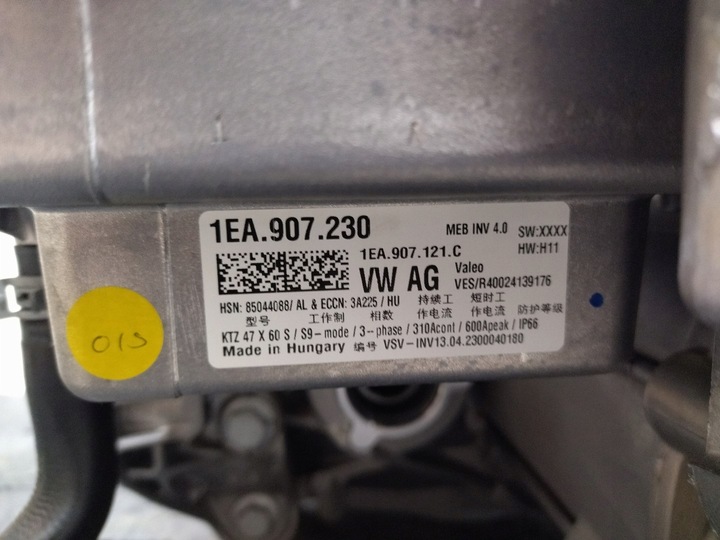 1EA.907.230
MEB INV 4.0
SW:XXXX
HW:H11
1EA.907.121.C
VW AG
Valeo
VES/R40024139176
HSN: 85044088/ AL & ECCN: 3A225 / HU 持续工 短时工
型号 工作制 相数 作电流 作电流 防护等级
KTZ 47 X 60 S / S9-mode / 3-phase / 310Acont / 600Apeak / IP66
Made in Hungary 编号 VSV-INV13.04.2300040180